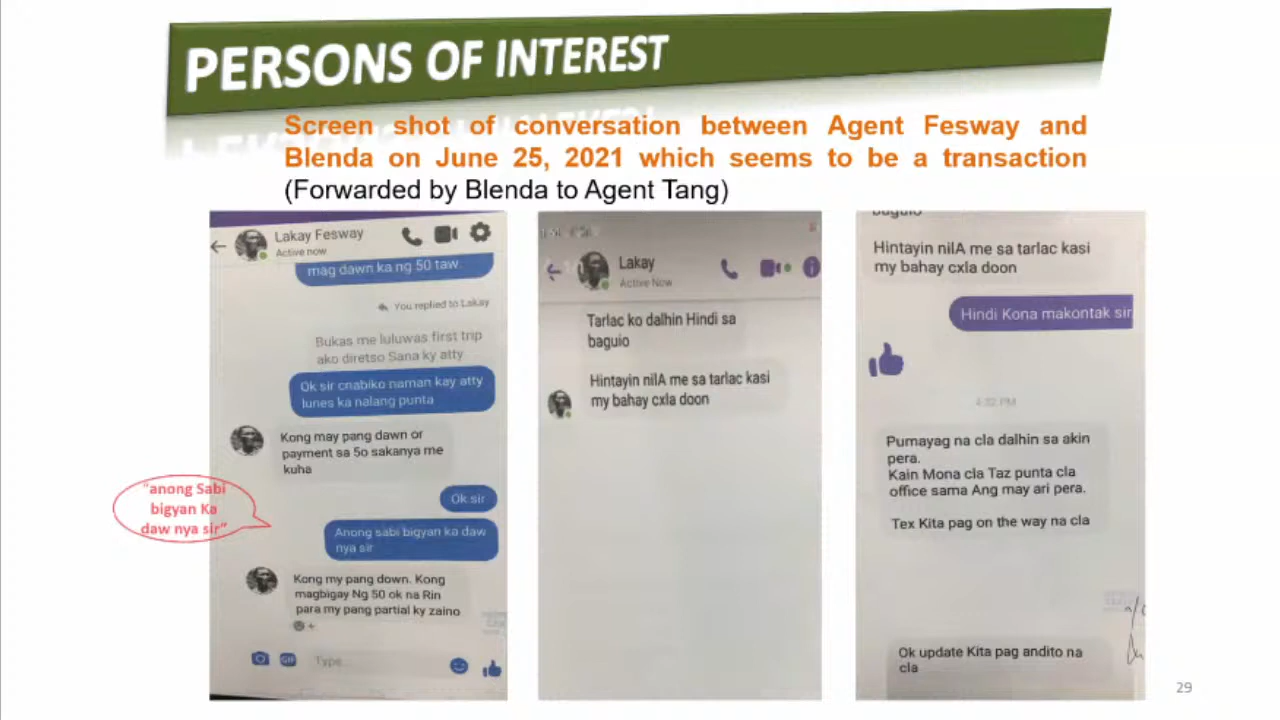 PERSONS OF INTEREST
Screen shot of conversation between Agent Fesway and
Blenda on June 25, 2021 which seems to be a transaction
(Forwarded by Blenda to Agent Tang)
Lakay Fesway
Active now
mag dawn ka ng 50 taw.
You replied to Lakay
Bukas me luluwas first trip
ako diretso Sana ky atty
Ok sir cnabiko naman kay atty
lunes ka nalang punta
Kong may pang dawn or
payment sa 5o sakanya me
kuha
Ok sir
Anong sabi bigyan ka daw
nya sir
Kong my pang down. Kong
magbigay Ng 50 ok na Rin
para my pang partial ky zaino
GIF
Type...
"anong Sabi
bigyan Ka
daw nya sir"
Lakay
Active Now
Tarlac ko dalhin Hindi sa
baguio
Hintayin nilA me sa tarlac kasi
my bahay cxla doon
baguio
Hintayin nilA me sa tarlac kasi
my bahay cxla doon
Hindi Kona makontak sir
4:32 PM
Pumayag na cla dalhin sa akin
pera.
Kain Mona cla Taz punta cla
office sama Ang may ari pera.
Tex Kita pag on the way na cla
Ok update Kita pag andito na
cla
29